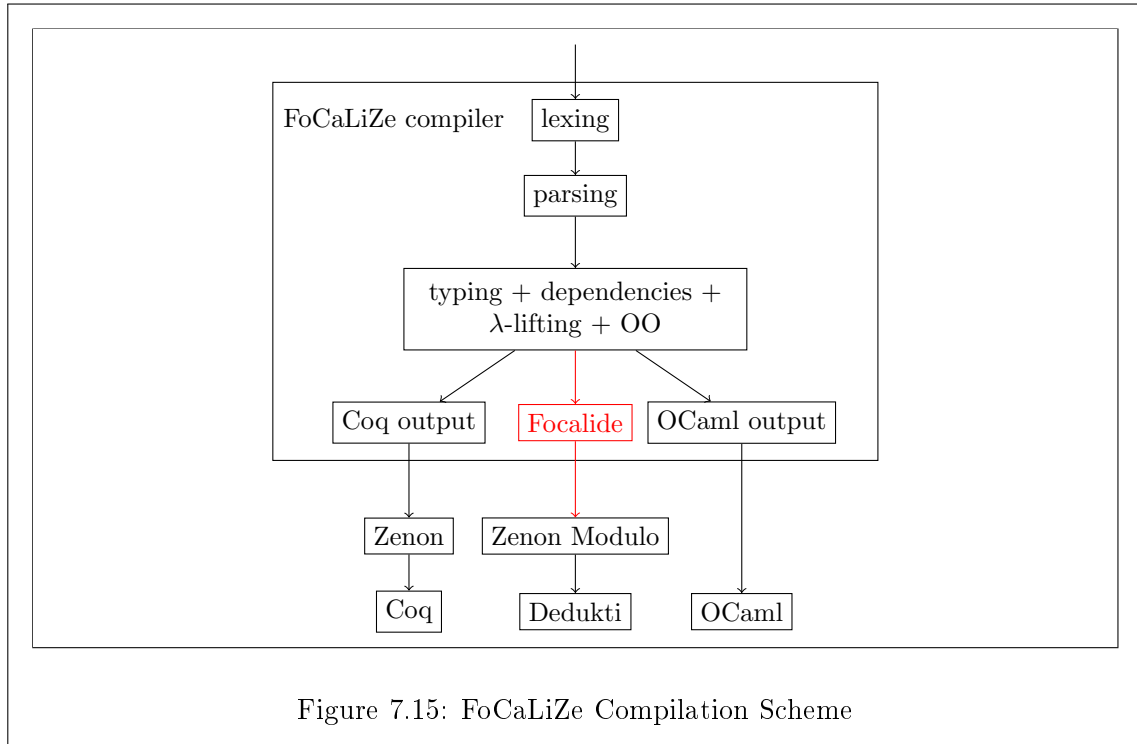 FoCaLiZe compiler
lexing
parsing
typing + dependencies +
λ-lifting + OO
Coq output
Focalide
OCaml output
Zenon
Zenon Modulo
Coq
Dedukti
OCaml
Figure 7.15: FoCaLiZe Compilation Scheme